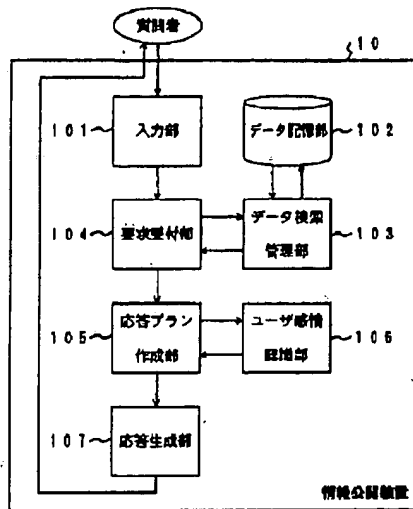 質問者
10
101
入力部
データ記憶部
102
104
要求受付部
データ検索
管理部
103
105
応答プラン
作成部
ユーザ感情
認識部
106
107
応答生成部
情報公開装置